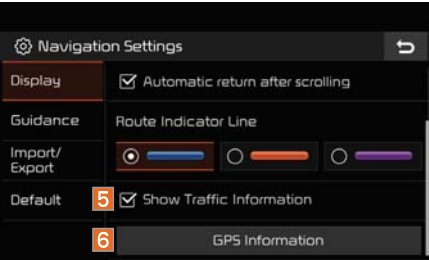 Navigation Settings
Display
Automatic return after scrolling
Guidance
Route Indicator Line
Import/
Export
Default
5
Show Traffic Information
6
GPS Information